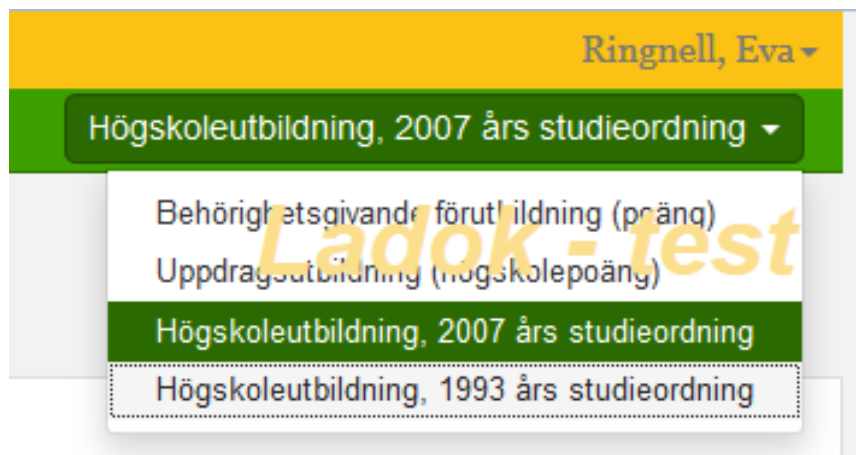 Ringnell, Eva
Högskoleutbildning, 2007 års studieordning
Behörighetsgivande förutbildning (poäng)
Ladok - test
Uppdragsutbildning (högskolepoäng)
Högskoleutbildning, 2007 års studieordning
Högskoleutbildning, 1993 års studieordning